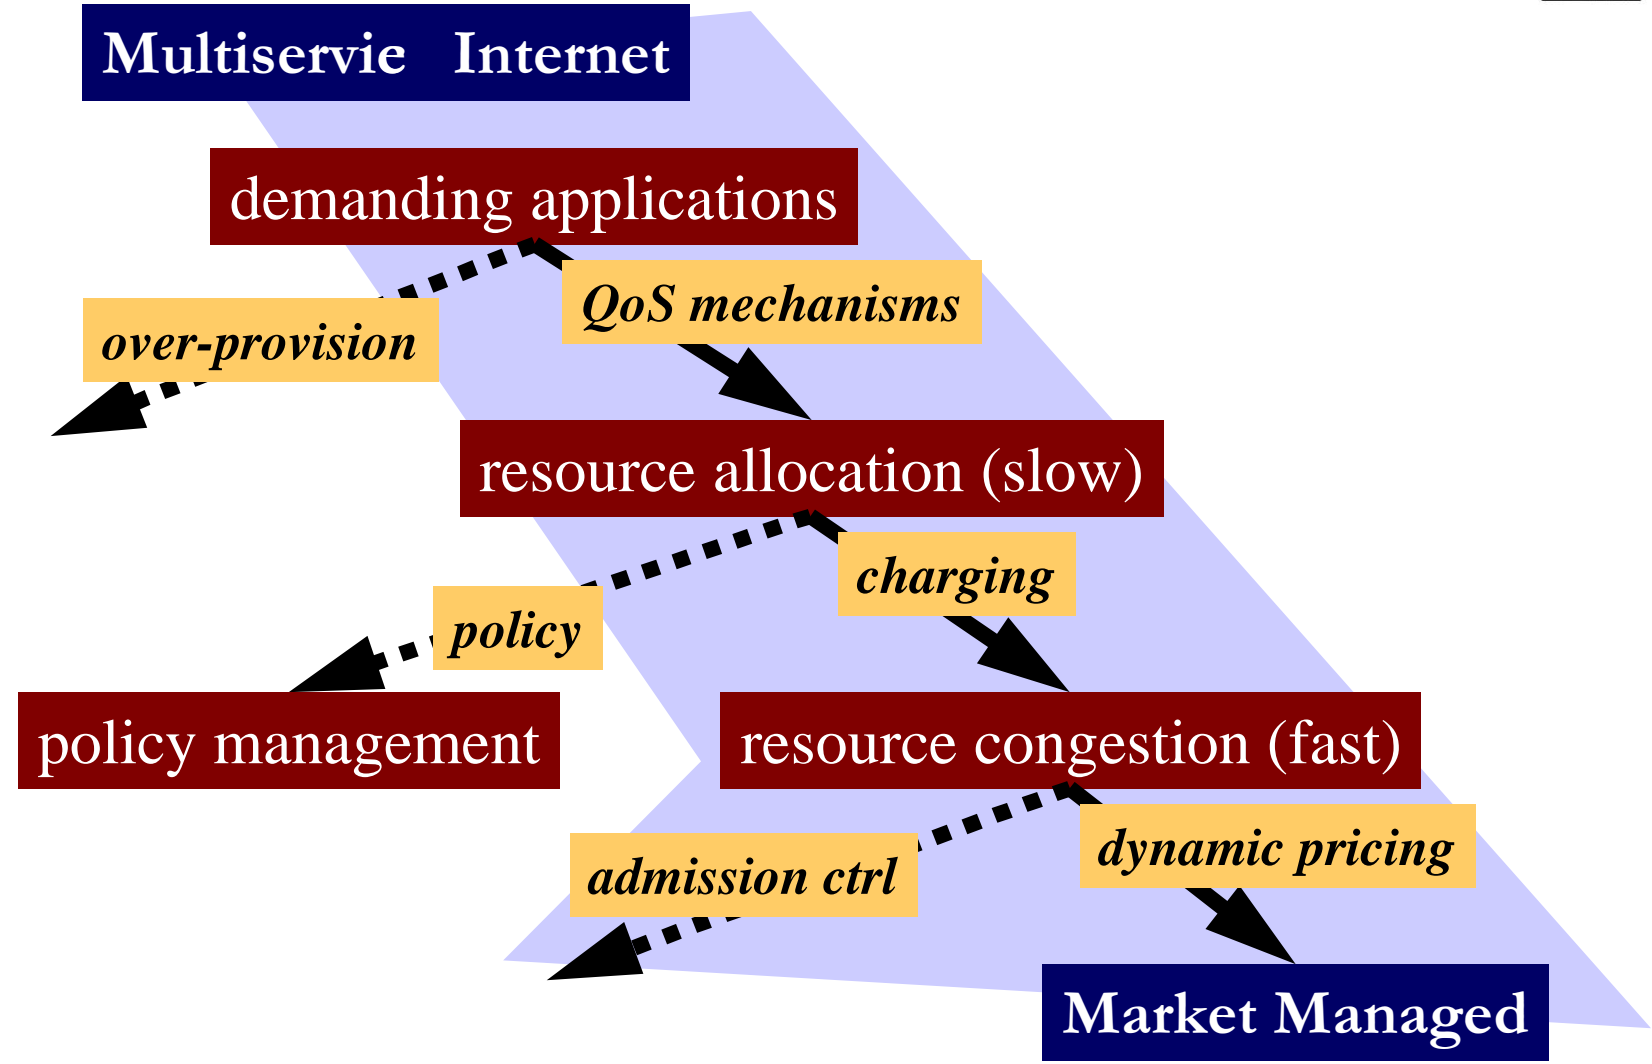 Multiservie Internet
demanding applications
QoS mechanisms
over-provision
resource allocation (slow)
charging
policy
policy management
resource congestion (fast)
dynamic pricing
admission ctrl
Market Managed